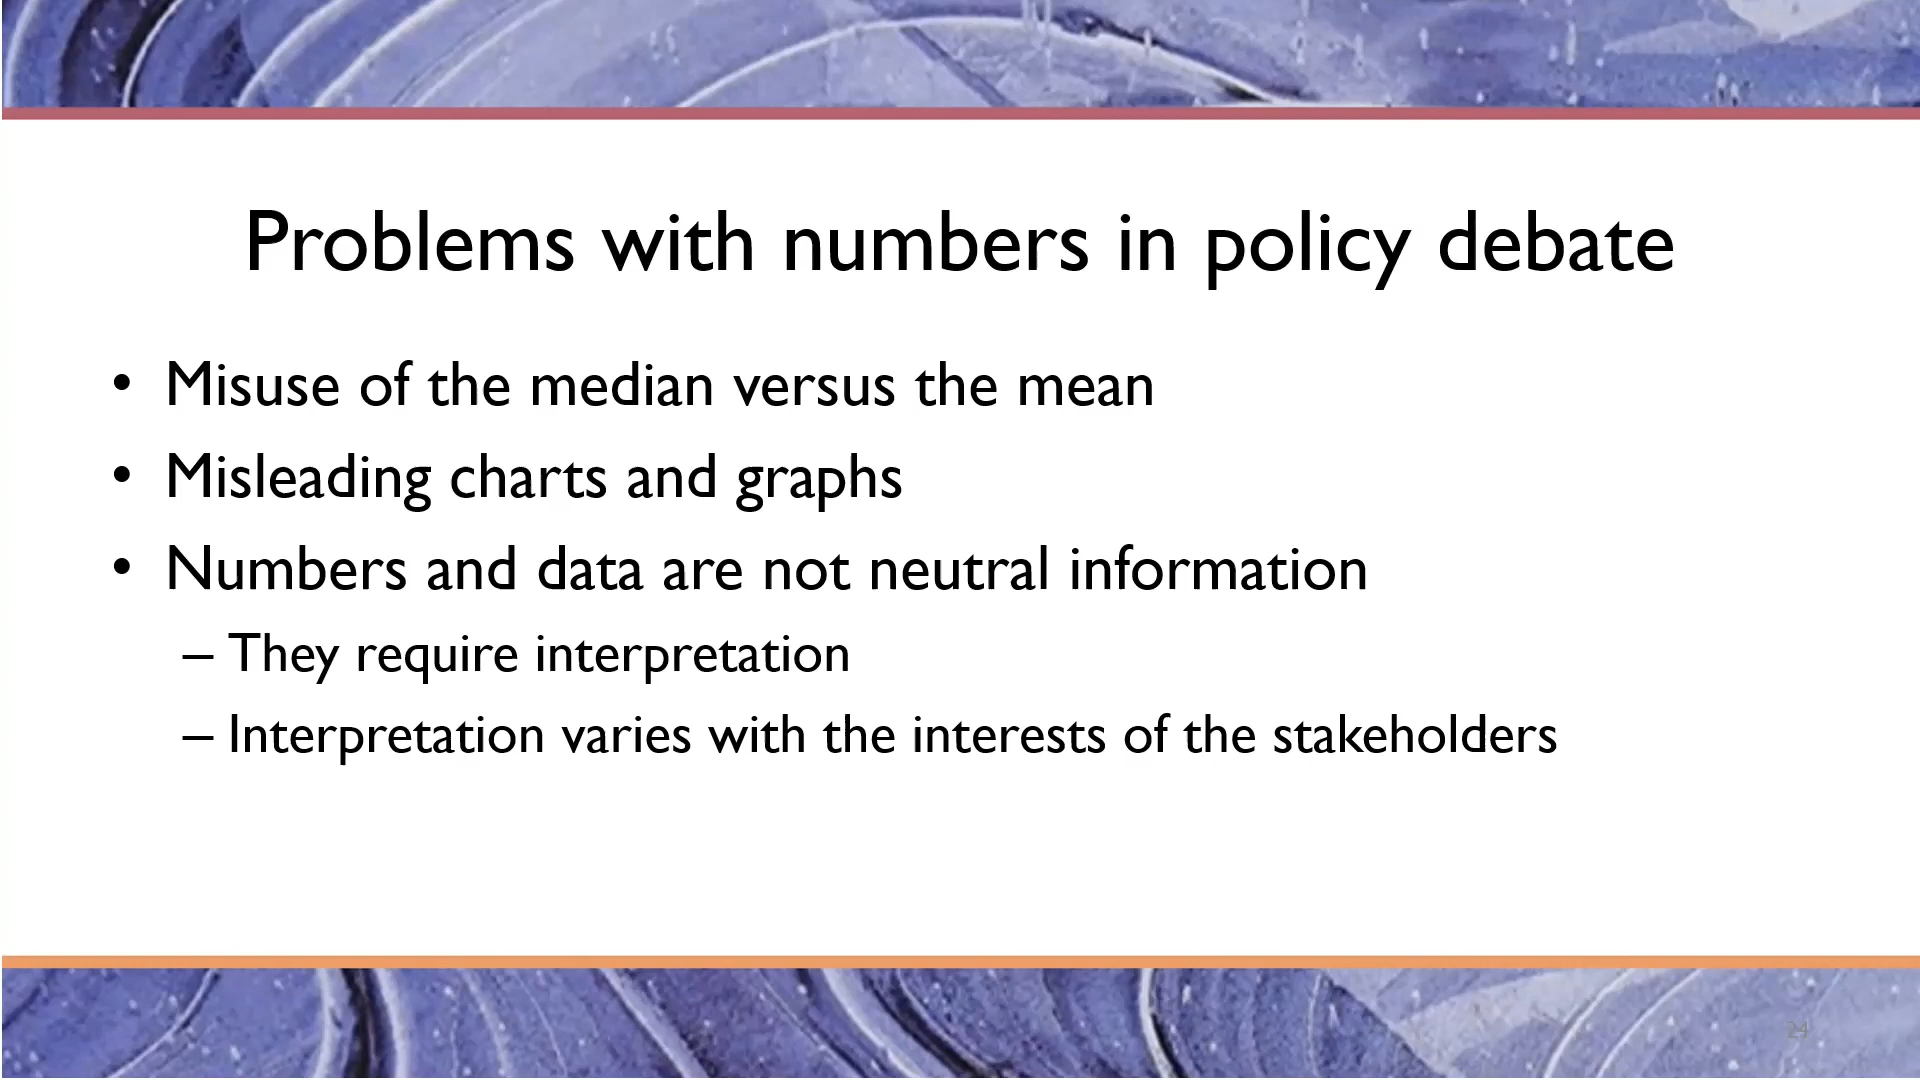 Problems with numbers in policy debate
• Misuse of the median versus the mean
• Misleading charts and graphs
• Numbers and data are not neutral information
– They require interpretation
– Interpretation varies with the interests of the stakeholders
24